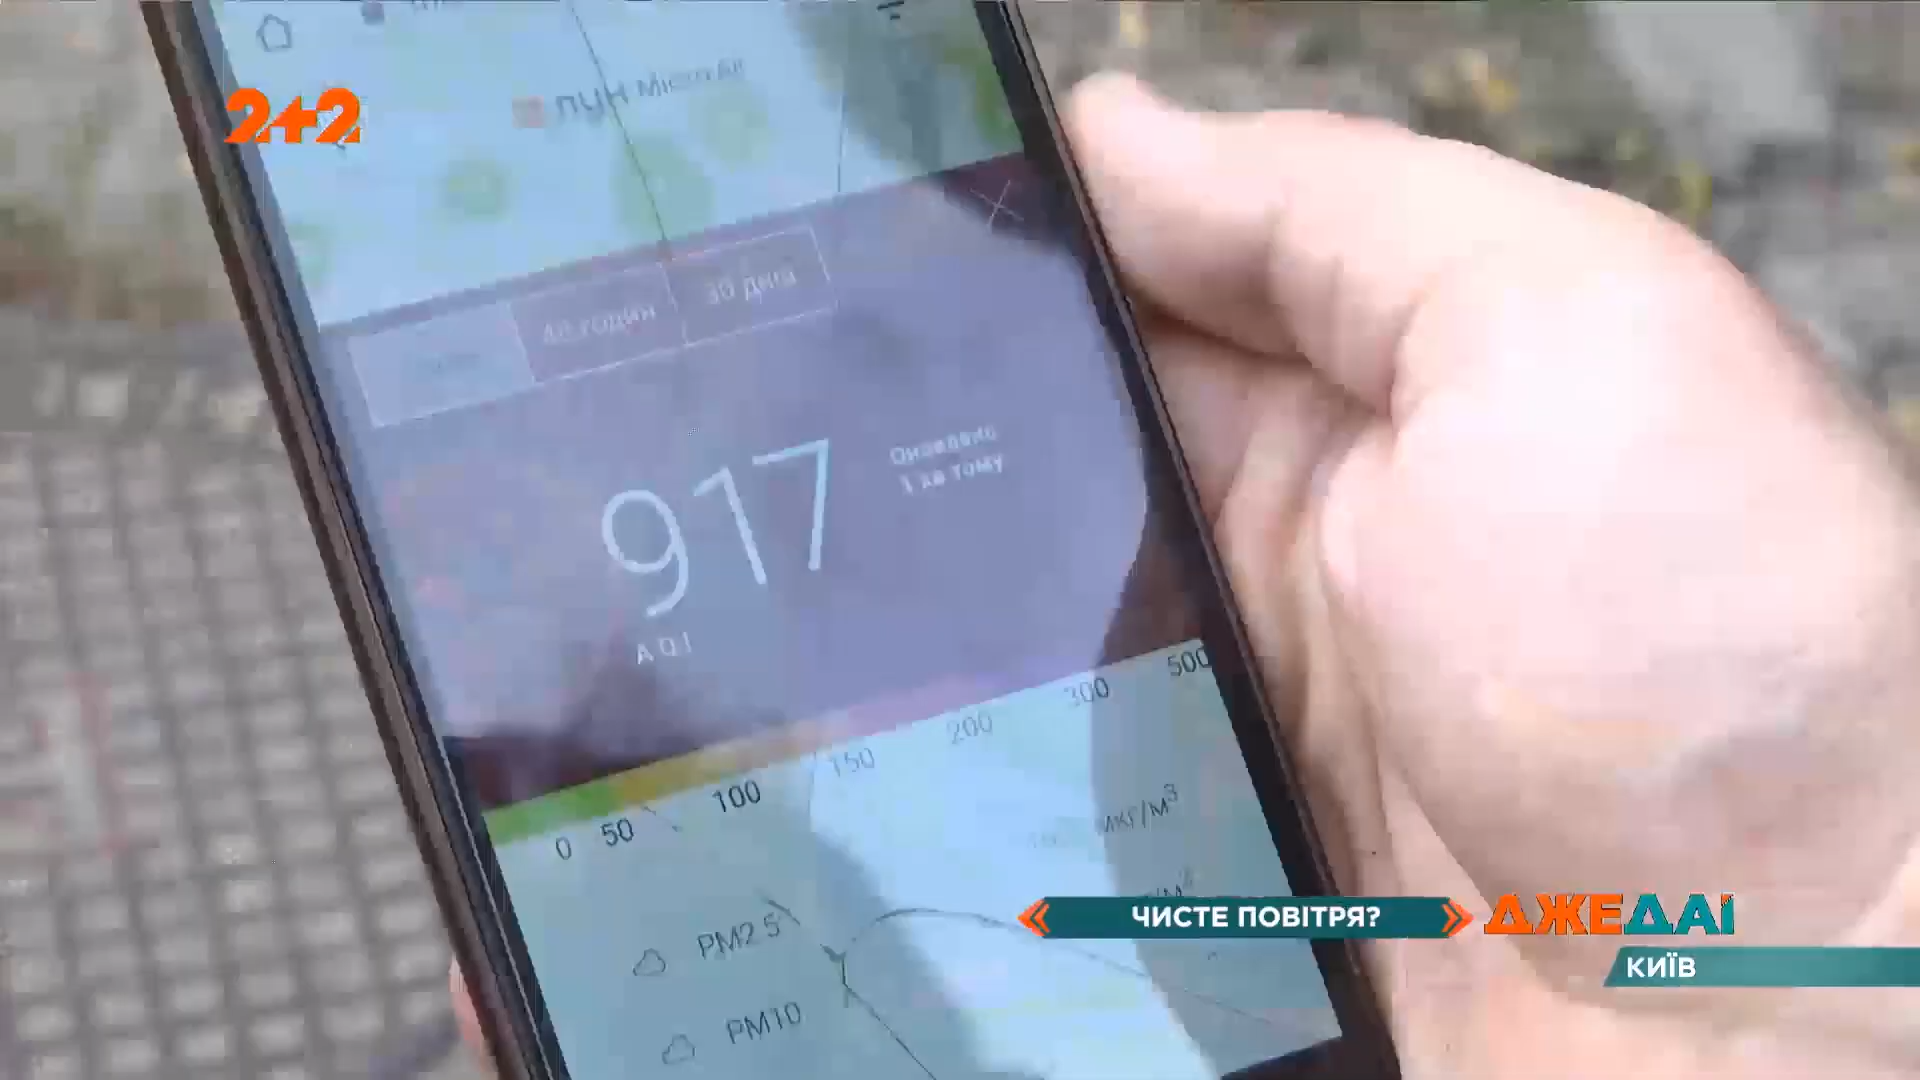 2+2
ЛУН Місто Air
48 годин
30 днів
917
Оновлено
1 хв тому
AQI
0 50 100 150 200 300 500
МКГ/М³
PM2.5
PM10
ЧИСТЕ ПОВІТРЯ?
ДЖЕДАІ
КИЇВ